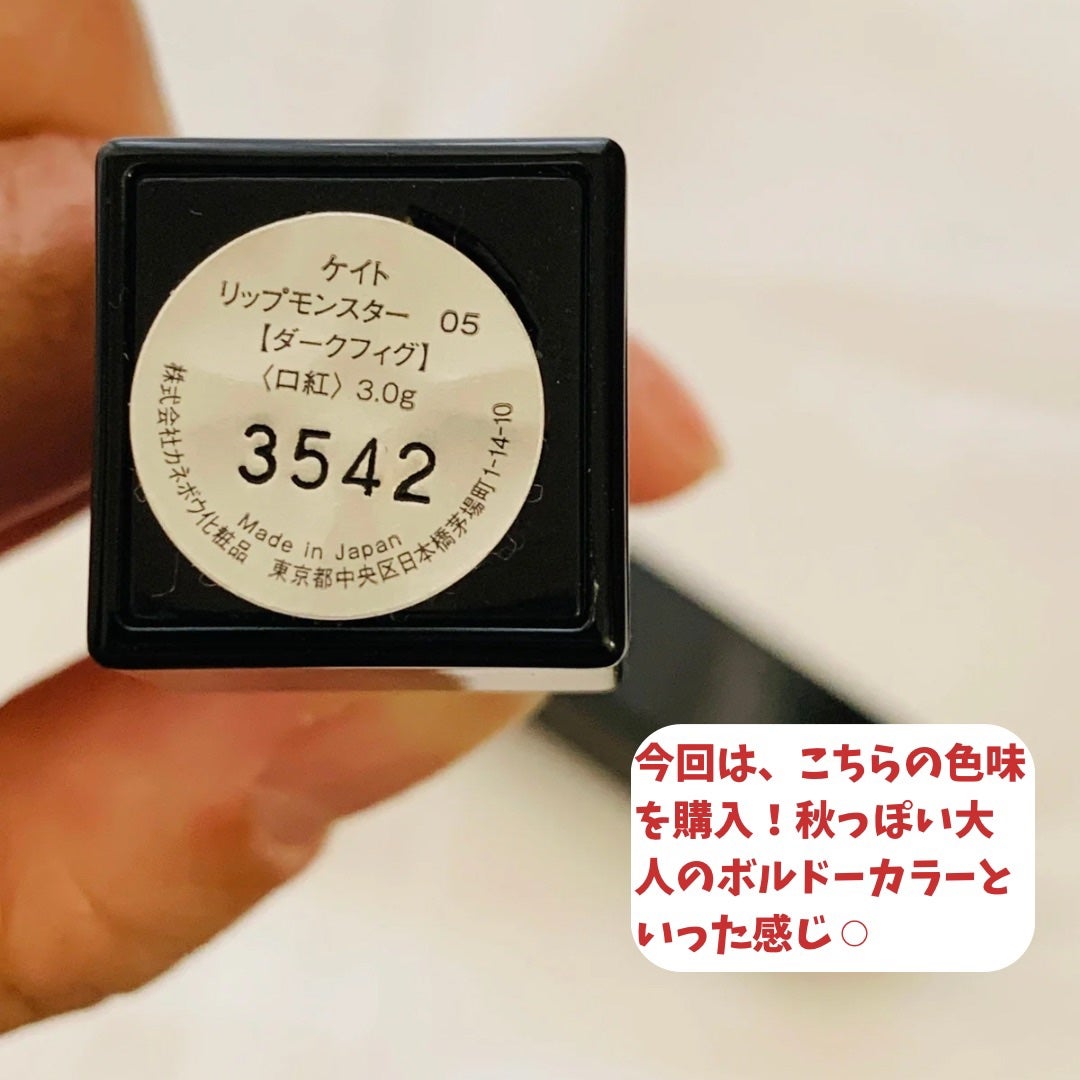 ケイト
リップモンスター 05
【ダークフィグ】
〈口紅〉3.0g
3542
Made in Japan
株式会社カネボウ化粧品 東京都中央区日本橋茅場町1-14-10
今回は、こちらの色味
を購入！秋っぽい大
人のボルドーカラーと
いった感じ○